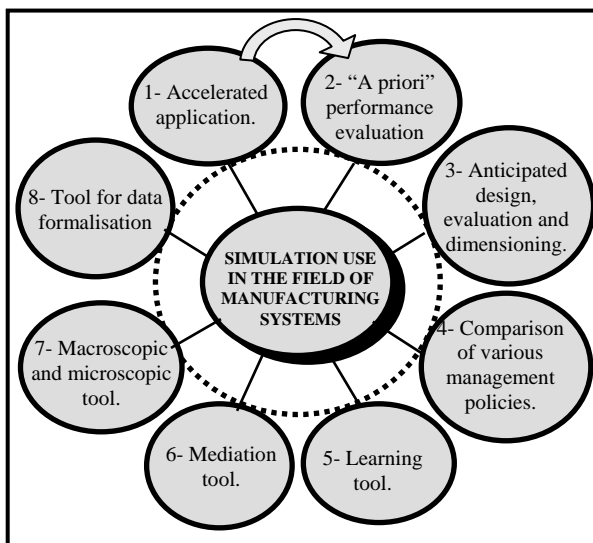 1- Accelerated
application.
2- “A priori”
performance
evaluation
3- Anticipated
design,
evaluation and
dimensioning.
4- Comparison
of various
management
policies.
5- Learning
tool.
6- Mediation
tool.
7- Macroscopic
and microscopic
tool.
8- Tool for data
formalisation
SIMULATION USE
IN THE FIELD OF
MANUFACTURING
SYSTEMS